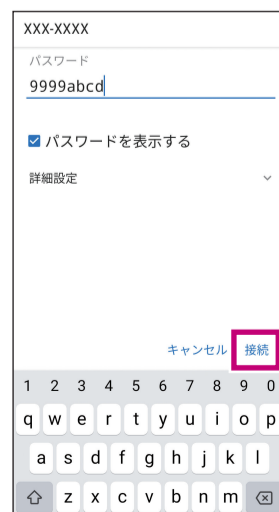 XXX-XXXX
パスワード
9999abcd
パスワードを表示する
詳細設定
キャンセル 接続
1 2 3 4 5 6 7 8 9 0
q w e r t y u i o p
a s d f g h j k l
z x c v b n m